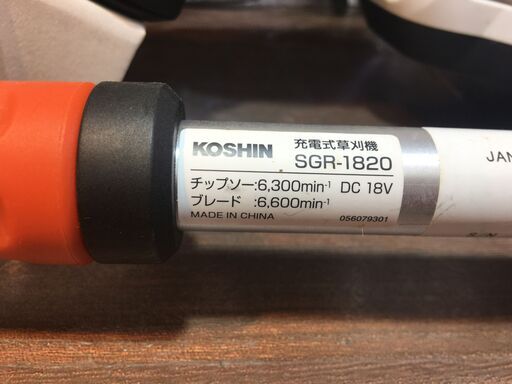 KOSHIN 充電式草刈機
SGR-1820
チップソー:6,300min-¹ DC 18V
ブレード :6,600min-¹
MADE IN CHINA 056079301
JAN
S/N